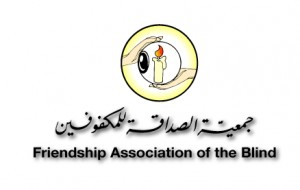 جمعية الصداقة للمكفوفين
Friendship Association of the Blind